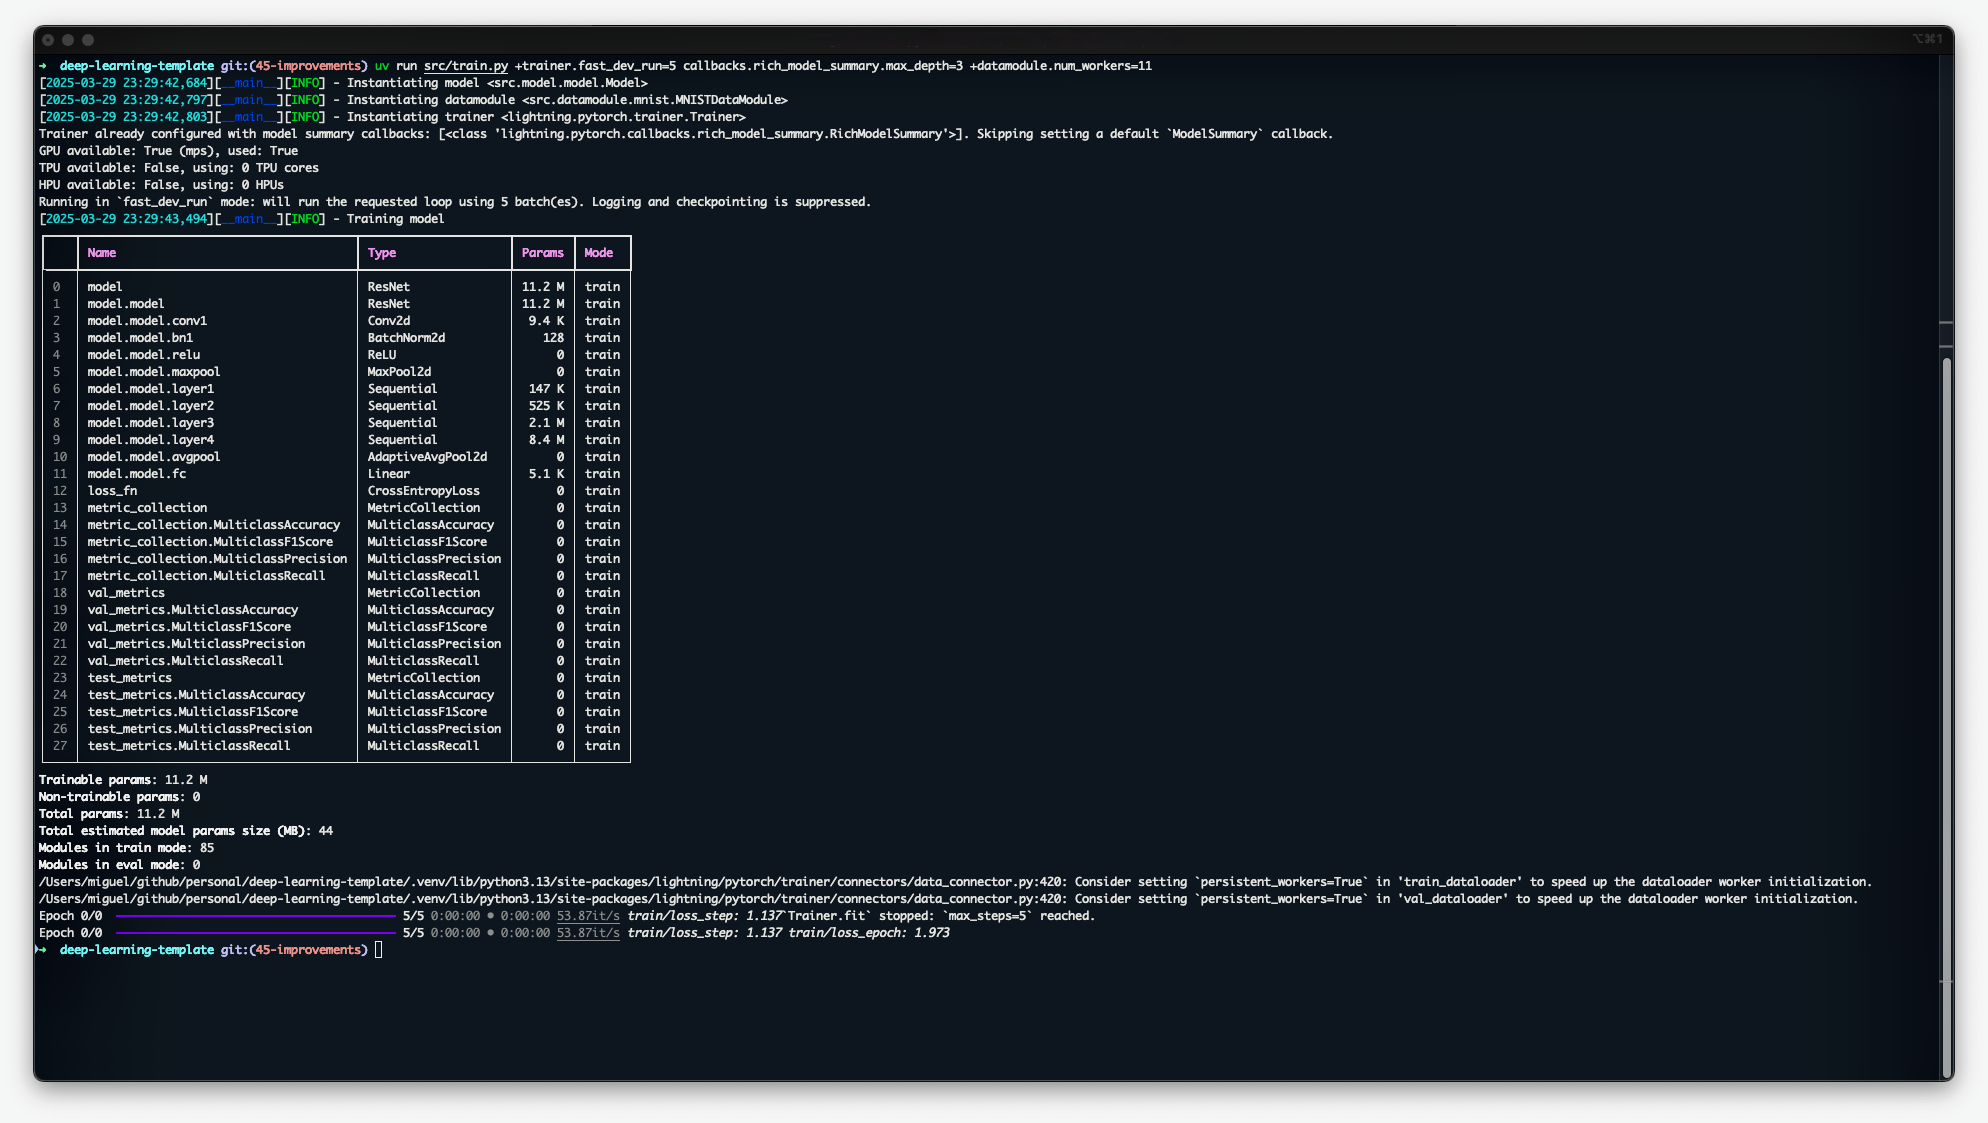 ⌥⌘1
→ deep-learning-template git:(45-improvements) uv run src/train.py +trainer.fast_dev_run=5 callbacks.rich_model_summary.max_depth=3 +datamodule.num_workers=11
[2025-03-29 23:29:42,684][__main__][INFO] - Instantiating model <src.model.model.Model>
[2025-03-29 23:29:42,797][__main__][INFO] - Instantiating datamodule <src.datamodule.mnist.MNISTDataModule>
[2025-03-29 23:29:42,803][__main__][INFO] - Instantiating trainer <lightning.pytorch.trainer.Trainer>
Trainer already configured with model summary callbacks: [<class 'lightning.pytorch.callbacks.rich_model_summary.RichModelSummary'>]. Skipping setting a default `ModelSummary` callback.
GPU available: True (mps), used: True
TPU available: False, using: 0 TPU cores
HPU available: False, using: 0 HPUs
Running in `fast_dev_run` mode: will run the requested loop using 5 batch(es). Logging and checkpointing is suppressed.
[2025-03-29 23:29:43,494][__main__][INFO] - Training model
Name Type Params Mode
0 model ResNet 11.2 M train
1 model.model ResNet 11.2 M train
2 model.model.conv1 Conv2d 9.4 K train
3 model.model.bn1 BatchNorm2d 128 train
4 model.model.relu ReLU 0 train
5 model.model.maxpool MaxPool2d 0 train
6 model.model.layer1 Sequential 147 K train
7 model.model.layer2 Sequential 525 K train
8 model.model.layer3 Sequential 2.1 M train
9 model.model.layer4 Sequential 8.4 M train
10 model.model.avgpool AdaptiveAvgPool2d 0 train
11 model.model.fc Linear 5.1 K train
12 loss_fn CrossEntropyLoss 0 train
13 metric_collection MetricCollection 0 train
14 metric_collection.MulticlassAccuracy MulticlassAccuracy 0 train
15 metric_collection.MulticlassF1Score MulticlassF1Score 0 train
16 metric_collection.MulticlassPrecision MulticlassPrecision 0 train
17 metric_collection.MulticlassRecall MulticlassRecall 0 train
18 val_metrics MetricCollection 0 train
19 val_metrics.MulticlassAccuracy MulticlassAccuracy 0 train
20 val_metrics.MulticlassF1Score MulticlassF1Score 0 train
21 val_metrics.MulticlassPrecision MulticlassPrecision 0 train
22 val_metrics.MulticlassRecall MulticlassRecall 0 train
23 test_metrics MetricCollection 0 train
24 test_metrics.MulticlassAccuracy MulticlassAccuracy 0 train
25 test_metrics.MulticlassF1Score MulticlassF1Score 0 train
26 test_metrics.MulticlassPrecision MulticlassPrecision 0 train
27 test_metrics.MulticlassRecall MulticlassRecall 0 train
Trainable params: 11.2 M
Non-trainable params: 0
Total params: 11.2 M
Total estimated model params size (MB): 44
Modules in train mode: 85
Modules in eval mode: 0
/Users/miguel/github/personal/deep-learning-template/.venv/lib/python3.13/site-packages/lightning/pytorch/trainer/connectors/data_connector.py:420: Consider setting `persistent_workers=True` in 'train_dataloader' to speed up the dataloader worker initialization.
/Users/miguel/github/personal/deep-learning-template/.venv/lib/python3.13/site-packages/lightning/pytorch/trainer/connectors/data_connector.py:420: Consider setting `persistent_workers=True` in 'val_dataloader' to speed up the dataloader worker initialization.
Epoch 0/0 5/5 0:00:00 • 0:00:00 53.87it/s train/loss_step: 1.137`Trainer.fit` stopped: `max_steps=5` reached.
Epoch 0/0 5/5 0:00:00 • 0:00:00 53.87it/s train/loss_step: 1.137 train/loss_epoch: 1.973
→ deep-learning-template git:(45-improvements)